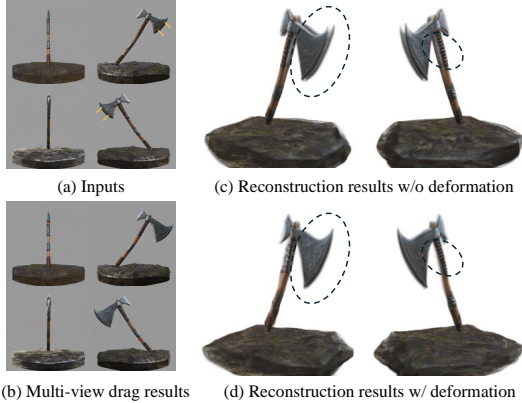 (a) Inputs
(c) Reconstruction results w/o deformation
(b) Multi-view drag results
(d) Reconstruction results w/ deformation